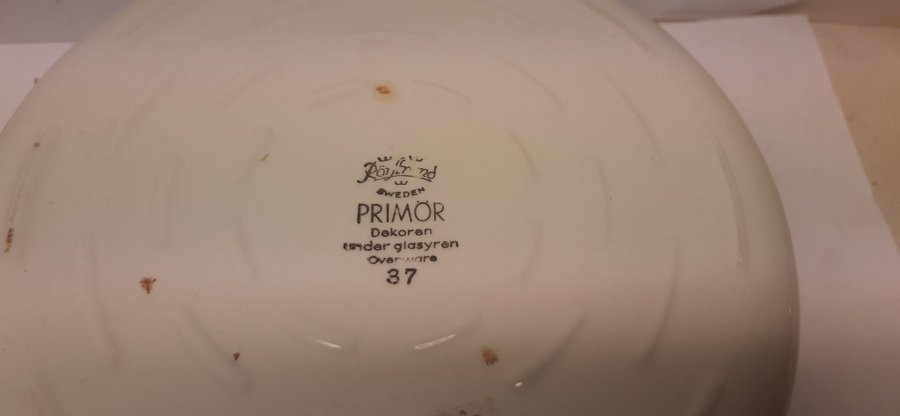 Rörstrand
SWEDEN
PRIMÖR
Dekoren
under glasyren
Ovenware
37